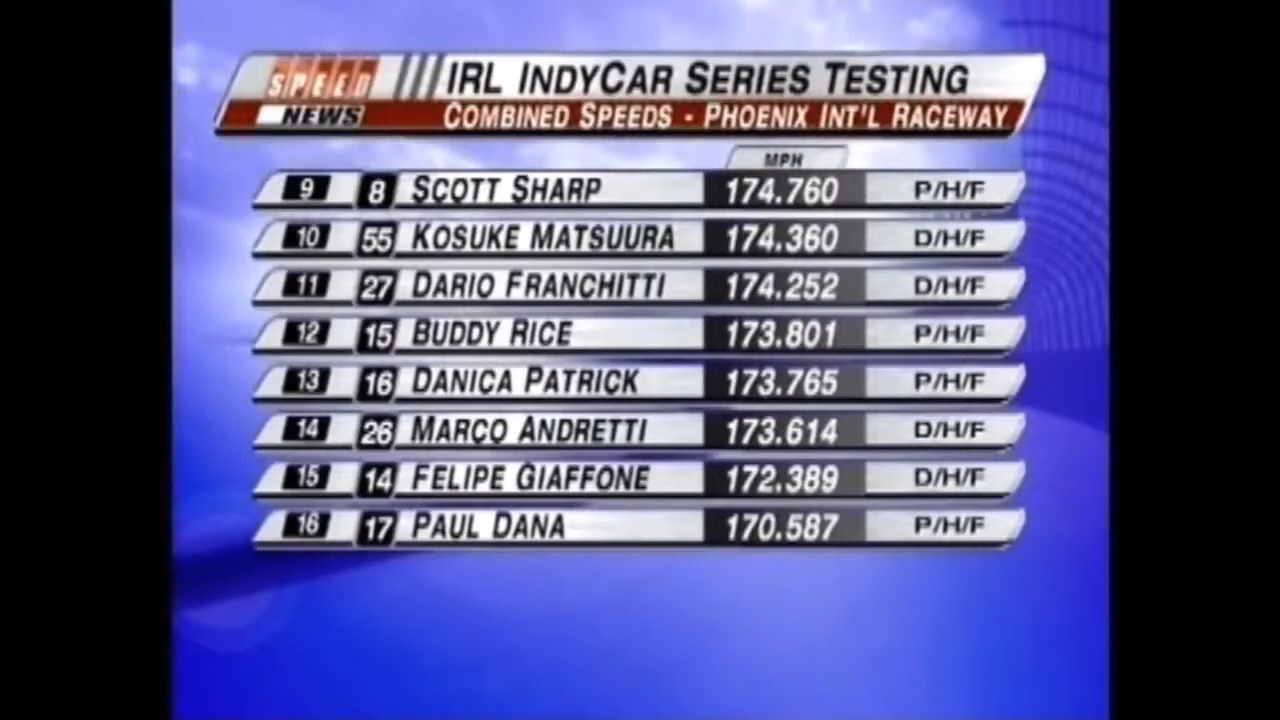 SPEED NEWS
IRL INDYCAR SERIES TESTING
COMBINED SPEEDS - PHOENIX INT'L RACEWAY
MPH
9 8 SCOTT SHARP 174.760 P/H/F
10 55 KOSUKE MATSUURA 174.360 D/H/F
11 27 DARIO FRANCHITTI 174.252 D/H/F
12 15 BUDDY RICE 173.801 P/H/F
13 16 DANICA PATRICK 173.765 P/H/F
14 26 MARCO ANDRETTI 173.614 D/H/F
15 14 FELIPE GIAFFONE 172.389 D/H/F
16 17 PAUL DANA 170.587 P/H/F